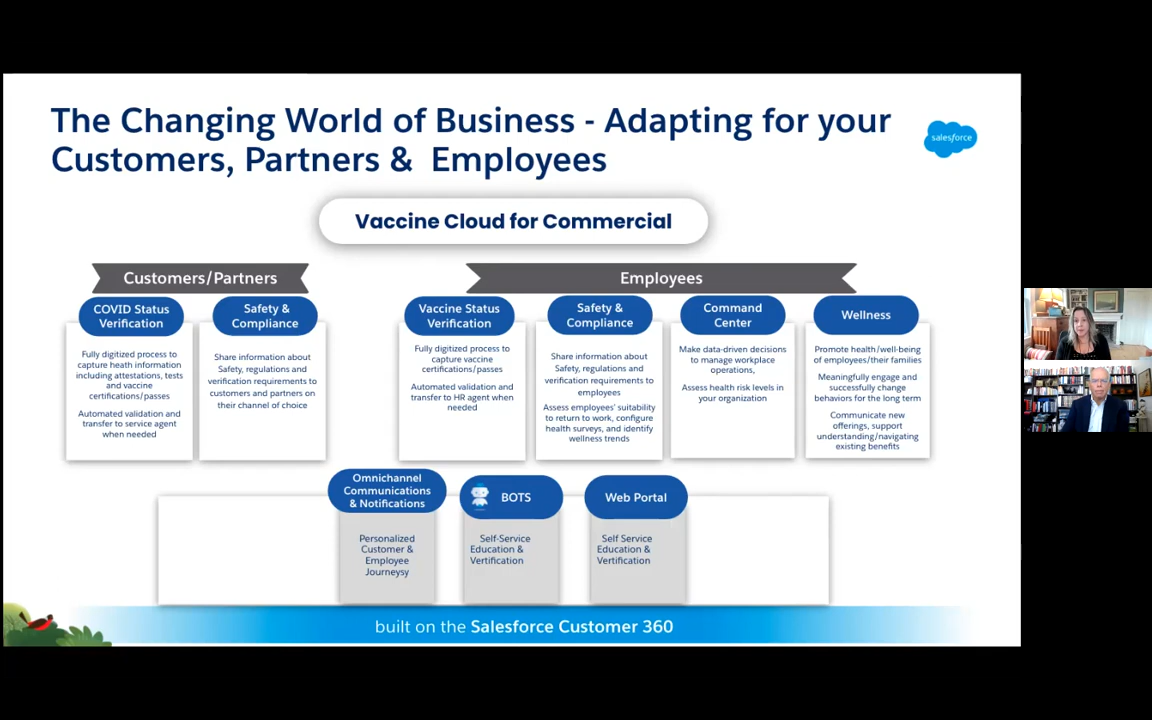 The Changing World of Business - Adapting for your
Customers, Partners & Employees
salesforce
Vaccine Cloud for Commercial
Customers/Partners
Employees
COVID Status
Verification
Fully digitized process to
capture heath information
including attestations, tests
and vaccine
certifications/passes
Automated validation and
transfer to service agent
when needed
Safety &
Compliance
Share information about
Safety, regulations and
verification requirements to
customers and partners on
their channel of choice
Vaccine Status
Verification
Fully digitized process to
capture vaccine
certifications/passes
Automated validation and
transfer to HR agent when
needed
Safety &
Compliance
Share information about
Safety, regulations and
verification requirements to
employees
Assess employees' suitability
to return to work, configure
health surveys, and identify
wellness trends
Command
Center
Make data-driven decisions
to manage workplace
operations,
Assess health risk levels in
your organization
Wellness
Promote health/well-being
of employees/their families
Meaningfully engage and
successfully change
behaviors for the long term
Communicate new
offerings, support
understanding/navigating
existing benefits
Omnichannel
Communications
& Notifications
Personalized
Customer &
Employee
Journeysy
BOTS
Self-Service
Education &
Vertification
Web Portal
Self Service
Education &
Vertification
built on the Salesforce Customer 360